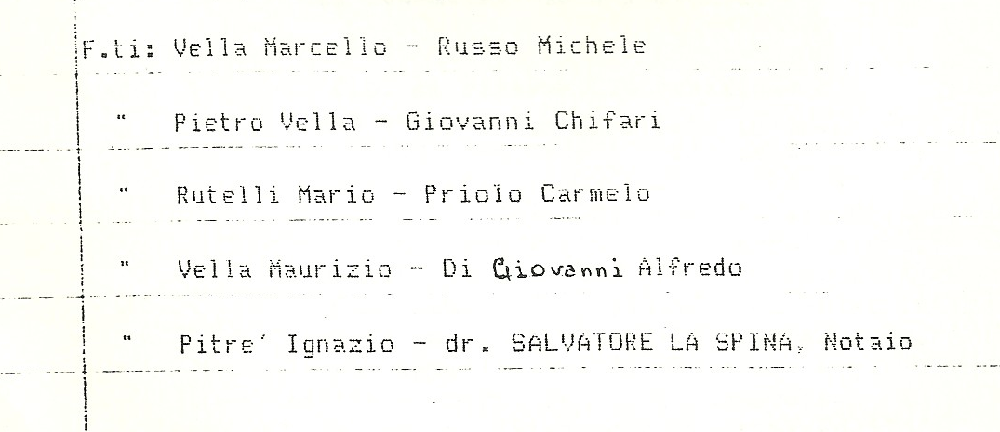 F.ti: Vella Marcello - Russo Michele
" Pietro Vella - Giovanni Chifari
" Rutelli Mario - Priolo Carmelo
" Vella Maurizio - Di Giovanni Alfredo
" Pitre' Ignazio - dr. SALVATORE LA SPINA, Notaio